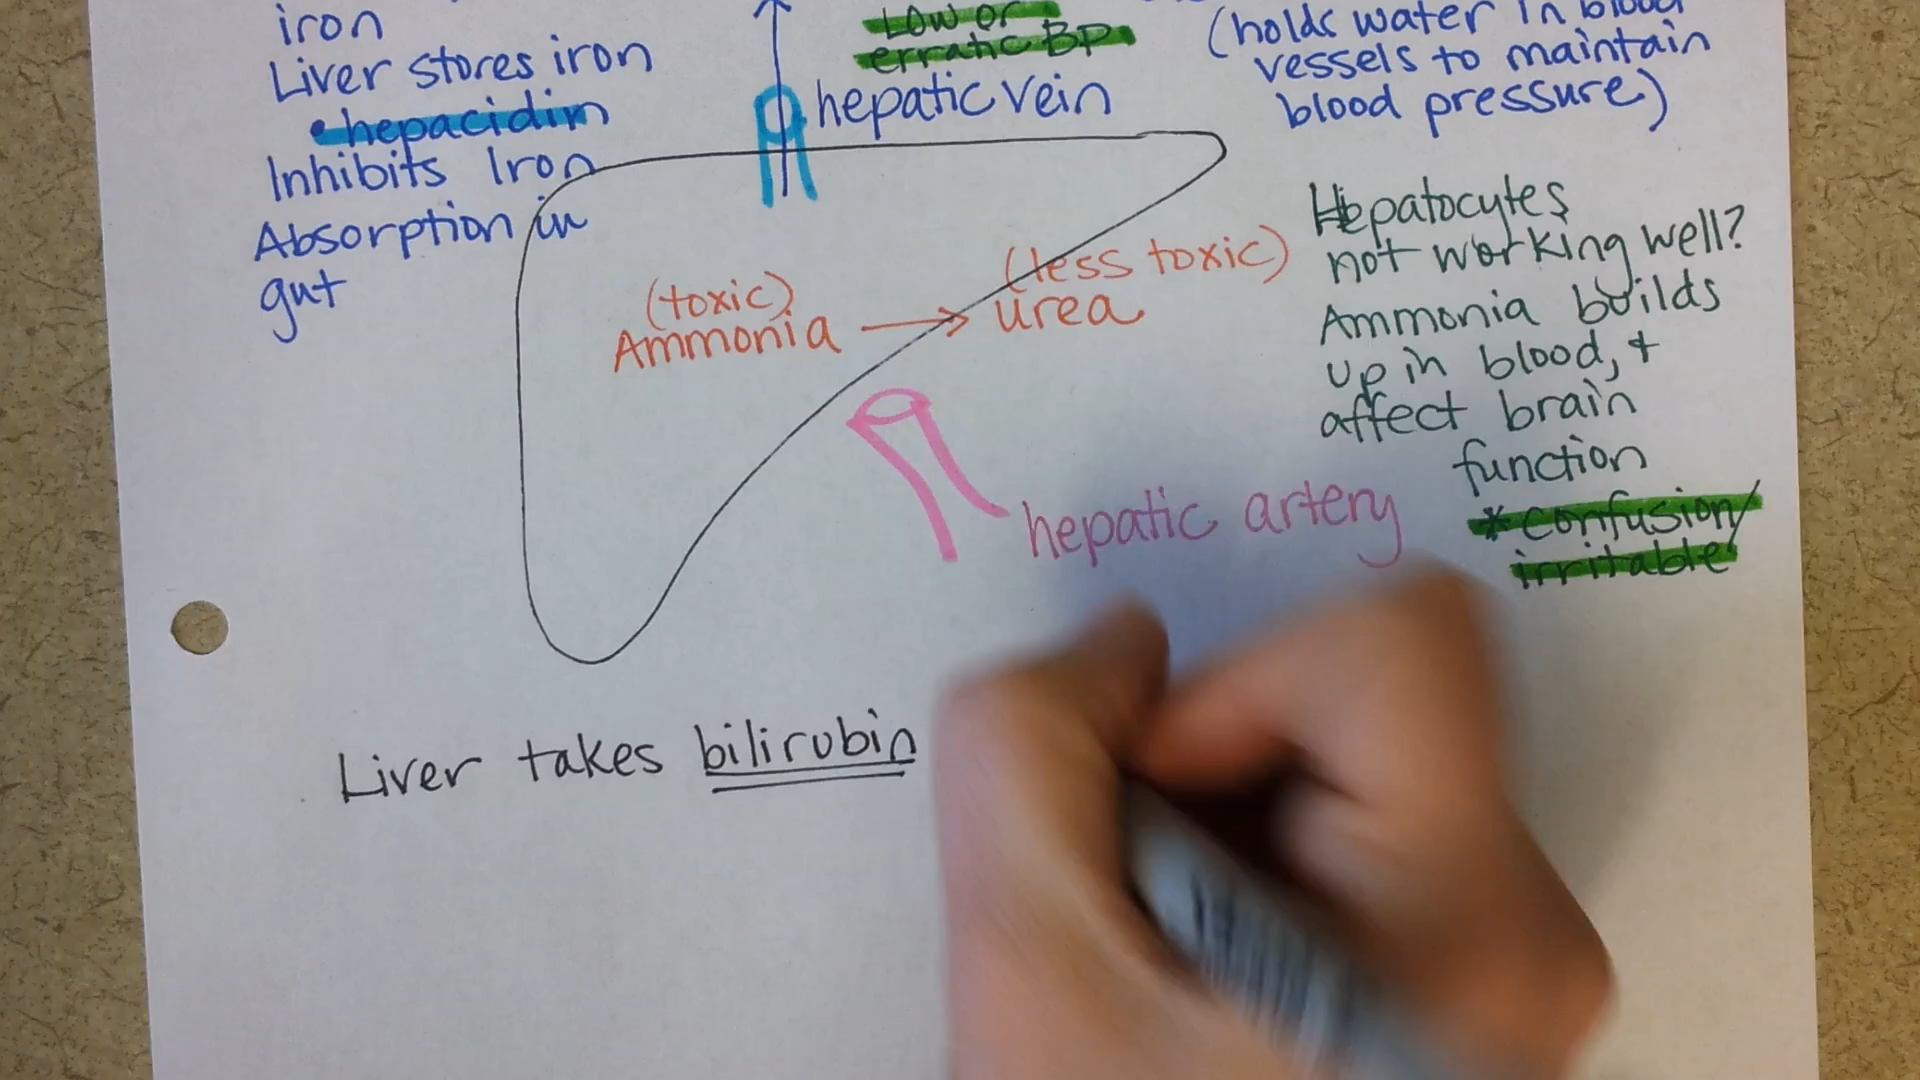 iron
Liver stores iron
• hepacidin
Inhibits Iron
Absorption in
gut
Low or
erratic BP
hepatic vein
(holds water in blood
vessels to maintain
blood pressure)
(toxic)
Ammonia → urea
(less toxic)
Hepatocytes
not working well?
Ammonia builds
up in blood, +
affect brain
function
* confusion/
irritable
hepatic artery
Liver takes bilirubin